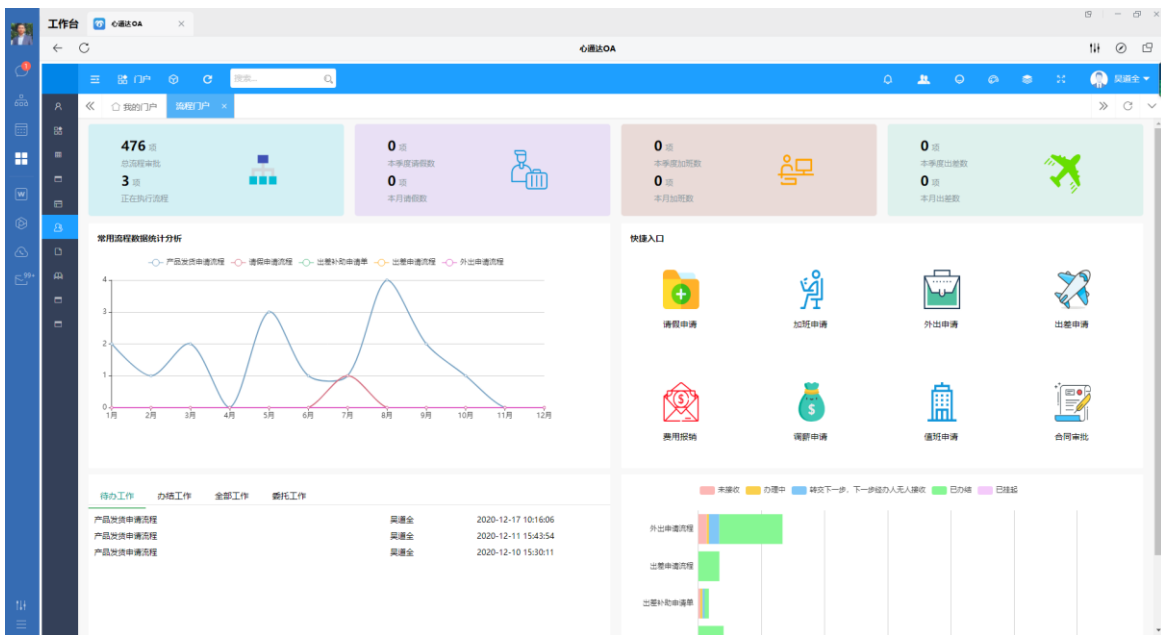 工作台
心通达OA
心通达OA
1
门户
搜索...
吴通全
我的门户
流程门户
476 项
总流程审批
3 项
正在执行流程
0 项
本季度请假数
0 项
本月请假数
0 项
本季度加班数
0 项
本月加班数
0 项
本季度出差数
0 项
本月出差数
99+
常用流程数据统计分析
产品发货申请流程 请假申请流程 出差补助申请单 出差申请流程 外出申请流程
4
3
2
1
0
1月 2月 3月 4月 5月 6月 7月 8月 9月 10月 11月 12月
快捷入口
请假申请 加班申请 外出申请 出差申请
费用报销 调薪申请 值班申请 合同审批
待办工作 办结工作 全部工作 委托工作
产品发货申请流程 吴通全 2020-12-17 10:16:06
产品发货申请流程 吴通全 2020-12-11 15:43:54
产品发货申请流程 吴通全 2020-12-10 15:30:11
未接收 办理中 转交下一步，下一步经办人无人接收 已办结 已挂起
外出申请流程
出差申请流程
出差补助申请单